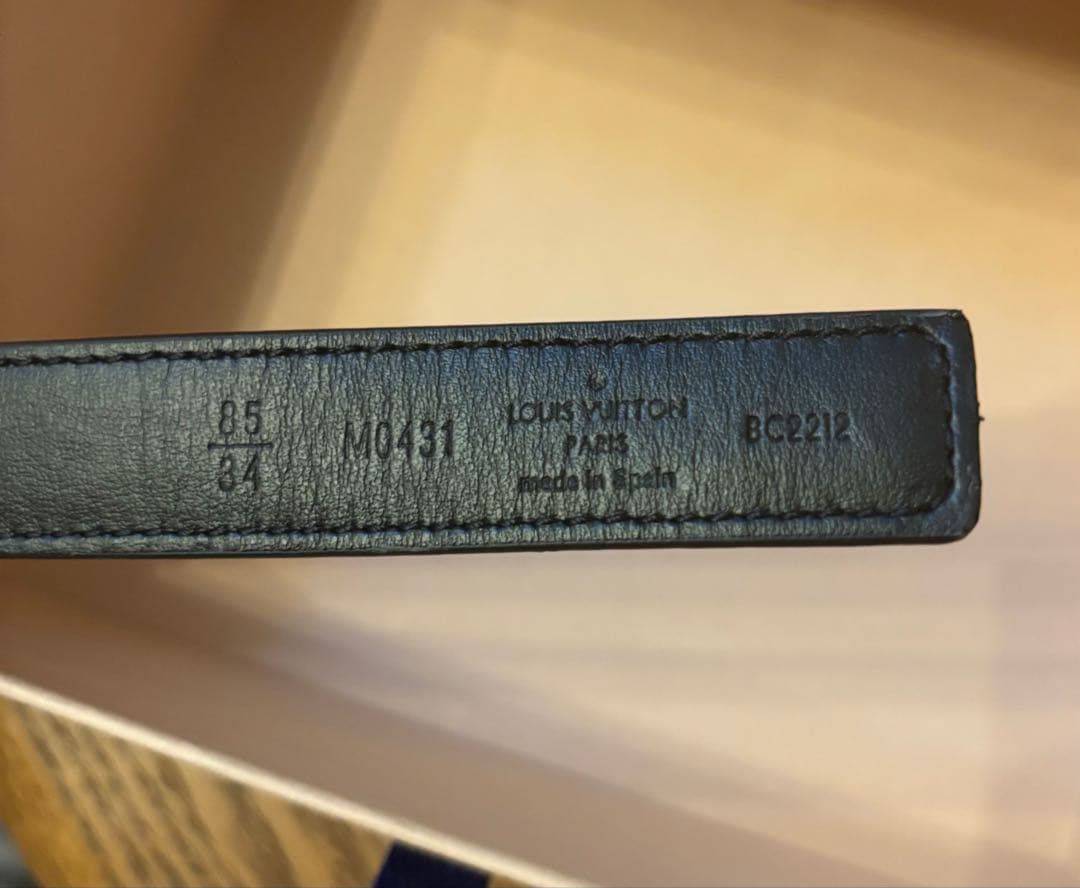 85
34
M0431
LOUIS VUITTON
PARIS
made in Spain
BC2212